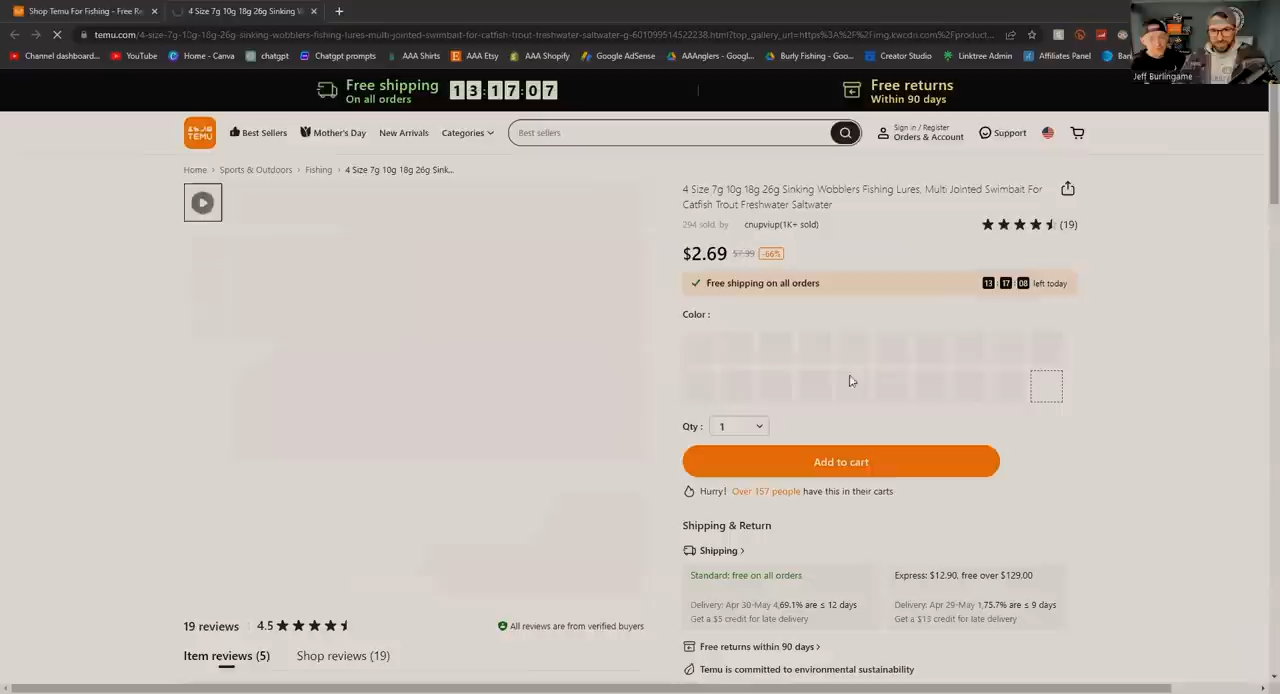 Shop Temu For Fishing - Free Re
4 Size 7g 10g 18g 26g Sinking W
temu.com/4-size-7g-10g-18g-26g-sinking-wobblers-fishing-lures-multi-jointed-swimbait-for-catfish-trout-freshwater-saltwater-g-601099514522238.html?top_gallery_url=https%3A%2F%2Fimg.kwcdn.com%2Fproduct...
Channel dashboard...
YouTube
Home - Canva
chatgpt
Chatgpt prompts
AAA Shirts
AAA Etsy
AAA Shopify
Google AdSense
AAAnglers - Googl...
Burly Fishing - Goo...
Creator Studio
Linktree Admin
Affiliates Panel
Ban
Jeff Burlingame
Free shipping
On all orders
13:17:07
Free returns
Within 90 days
TEMU
Best Sellers
Mother's Day
New Arrivals
Categories
Best sellers
Sign in / Register
Orders & Account
Support
Home > Sports & Outdoors > Fishing > 4 Size 7g 10g 18g 26g Sink...
4 Size 7g 10g 18g 26g Sinking Wobblers Fishing Lures, Multi Jointed Swimbait For
Catfish Trout Freshwater Saltwater
294 sold by cnupviup(1K+ sold)
(19)
$2.69 $7.99 -66%
Free shipping on all orders
13 17 08 left today
Color :
Qty : 1
Add to cart
Hurry! Over 157 people have this in their carts
Shipping & Return
Shipping >
Standard: free on all orders
Delivery: Apr 30-May 4,69.1% are ≤ 12 days
Get a $5 credit for late delivery
Express: $12.90, free over $129.00
Delivery: Apr 29-May 1,75.7% are ≤ 9 days
Get a $13 credit for late delivery
Free returns within 90 days >
Temu is committed to environmental sustainability
19 reviews
4.5
All reviews are from verified buyers
Item reviews (5)
Shop reviews (19)